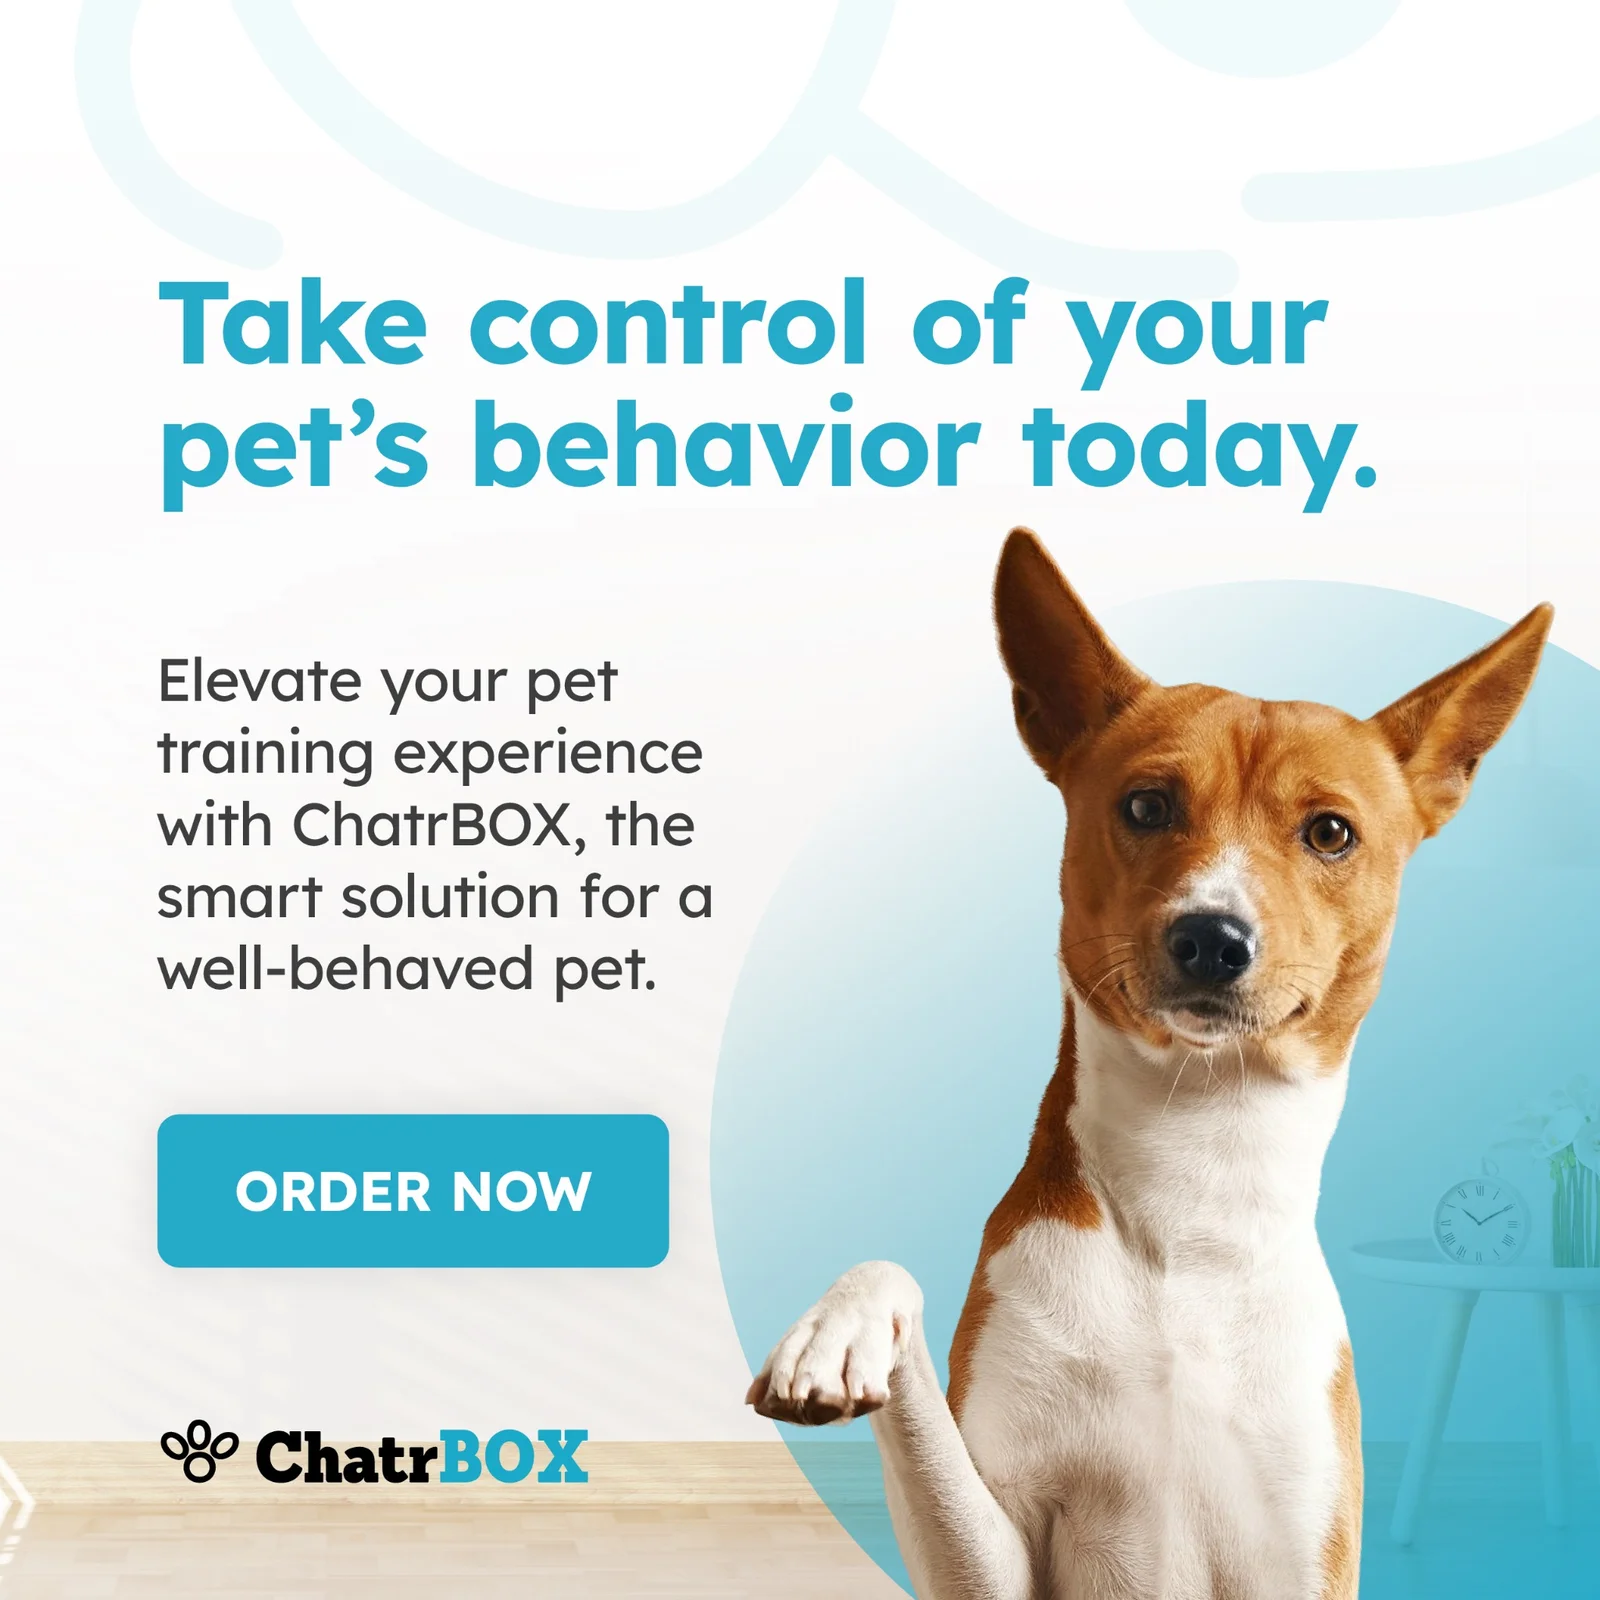 Take control of your
pet’s behavior today.
Elevate your pet
training experience
with ChatrBOX, the
smart solution for a
well-behaved pet.
ORDER NOW
ChatrBOX